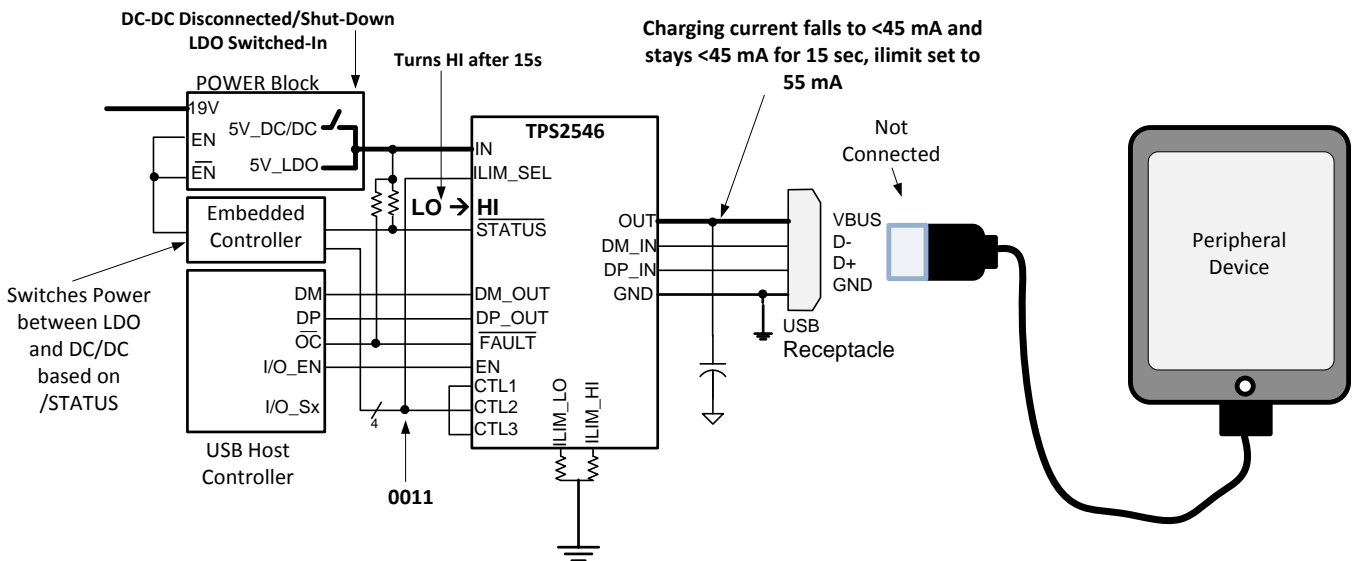 DC-DC Disconnected/Shut-Down
LDO Switched-In
Turns HI after 15s
Charging current falls to <45 mA and
stays <45 mA for 15 sec, ilimit set to
55 mA
POWER Block
19V
EN
E̅N̅
5V_DC/DC
5V_LDO
Embedded
Controller
Switches Power
between LDO
and DC/DC
based on
/STATUS
DM
DP
O̅C̅
I/O_EN
I/O_Sx
USB Host
Controller
4
0011
LO → HI
TPS2546
IN
ILIM_SEL
S̅T̅A̅T̅U̅S̅
DM_OUT
DP_OUT
F̅A̅U̅L̅T̅
EN
CTL1
CTL2
CTL3
ILIM_LO
ILIM_HI
OUT
DM_IN
DP_IN
GND
Not
Connected
VBUS
D-
D+
GND
USB
Receptacle
Peripheral
Device